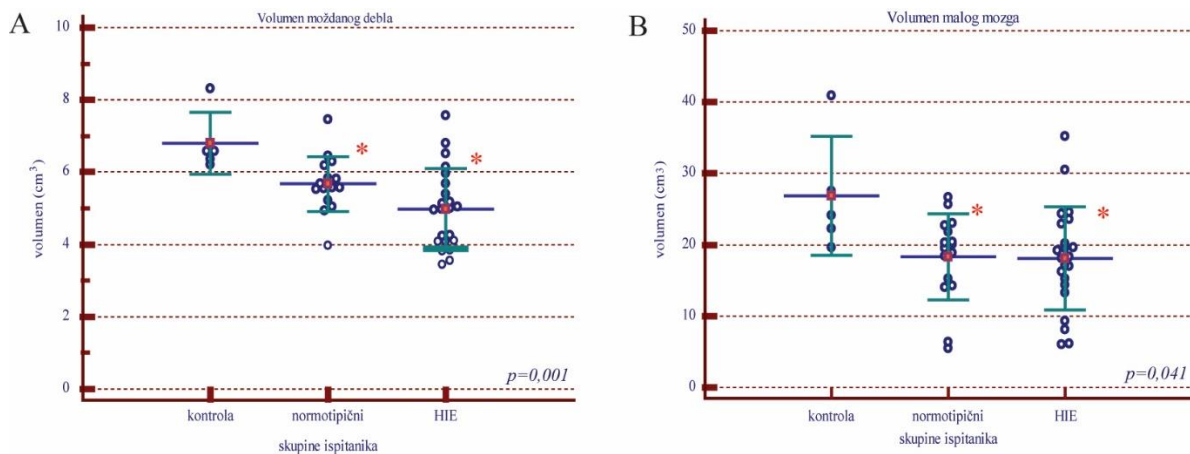 A
Volumen moždanog debla
10
8
6
4
2
0
volumen (cm³)
*
*
p=0,001
kontrola
normotipični
HIE
skupine ispitanika
B
Volumen malog mozga
50
40
30
20
10
0
volumen (cm³)
*
*
p=0,041
kontrola
normotipični
HIE
skupine ispitanika